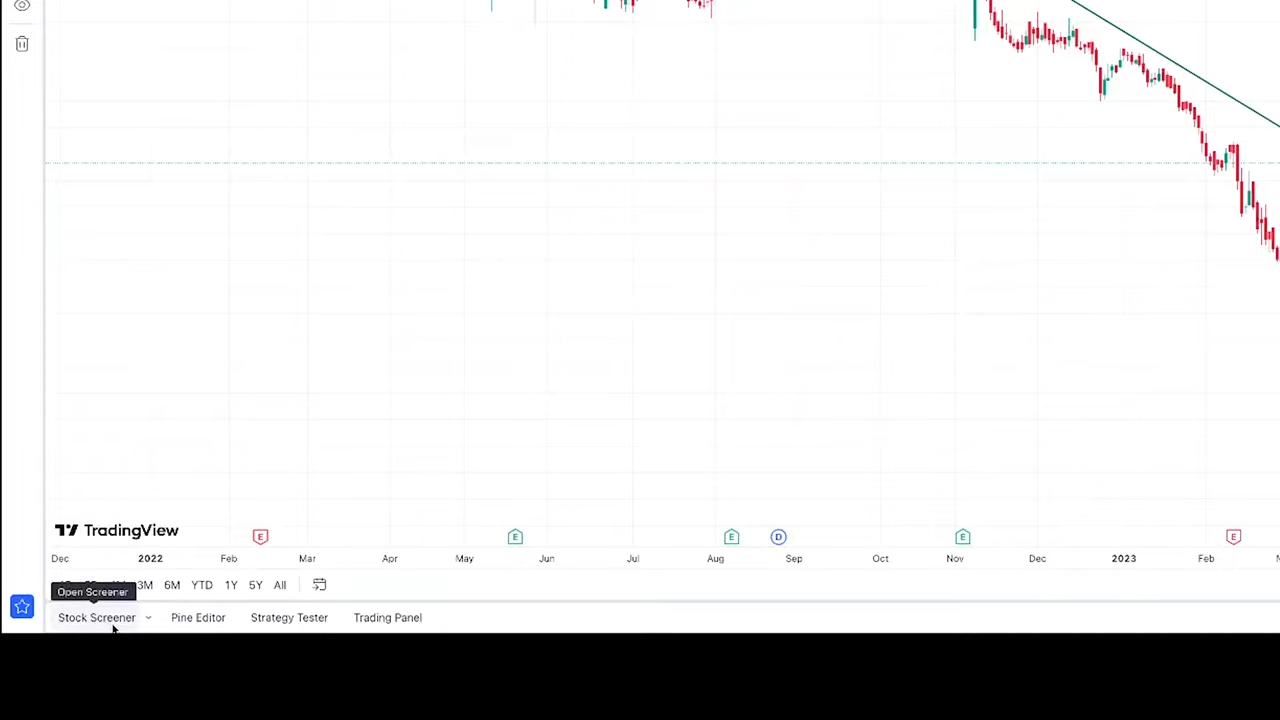 E E E D E E
TradingView
Dec 2022 Feb Mar Apr May Jun Jul Aug Sep Oct Nov Dec 2023 Feb
3M 6M YTD 1Y 5Y All
Open Screener
Stock Screener Pine Editor Strategy Tester Trading Panel